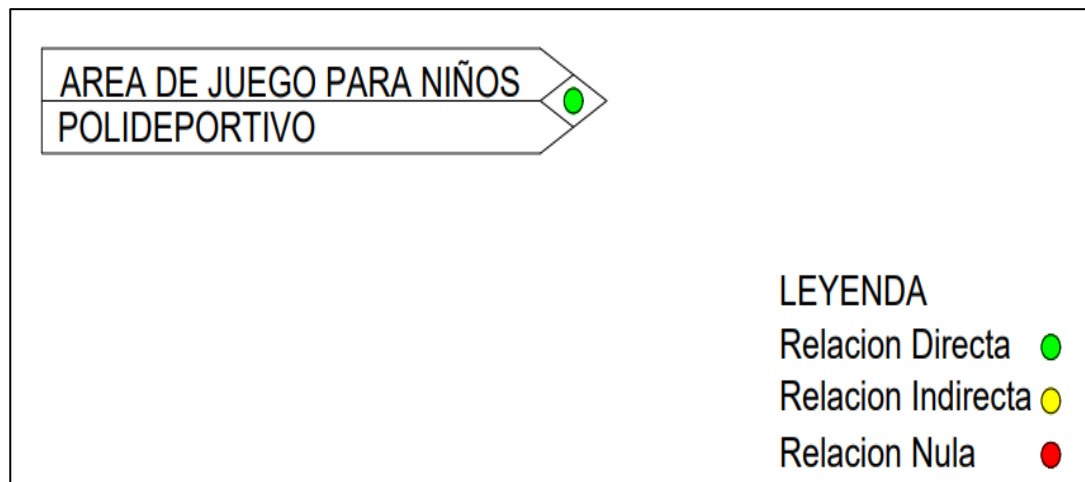 AREA DE JUEGO PARA NIÑOS
POLIDEPORTIVO
LEYENDA
Relacion Directa
Relacion Indirecta
Relacion Nula